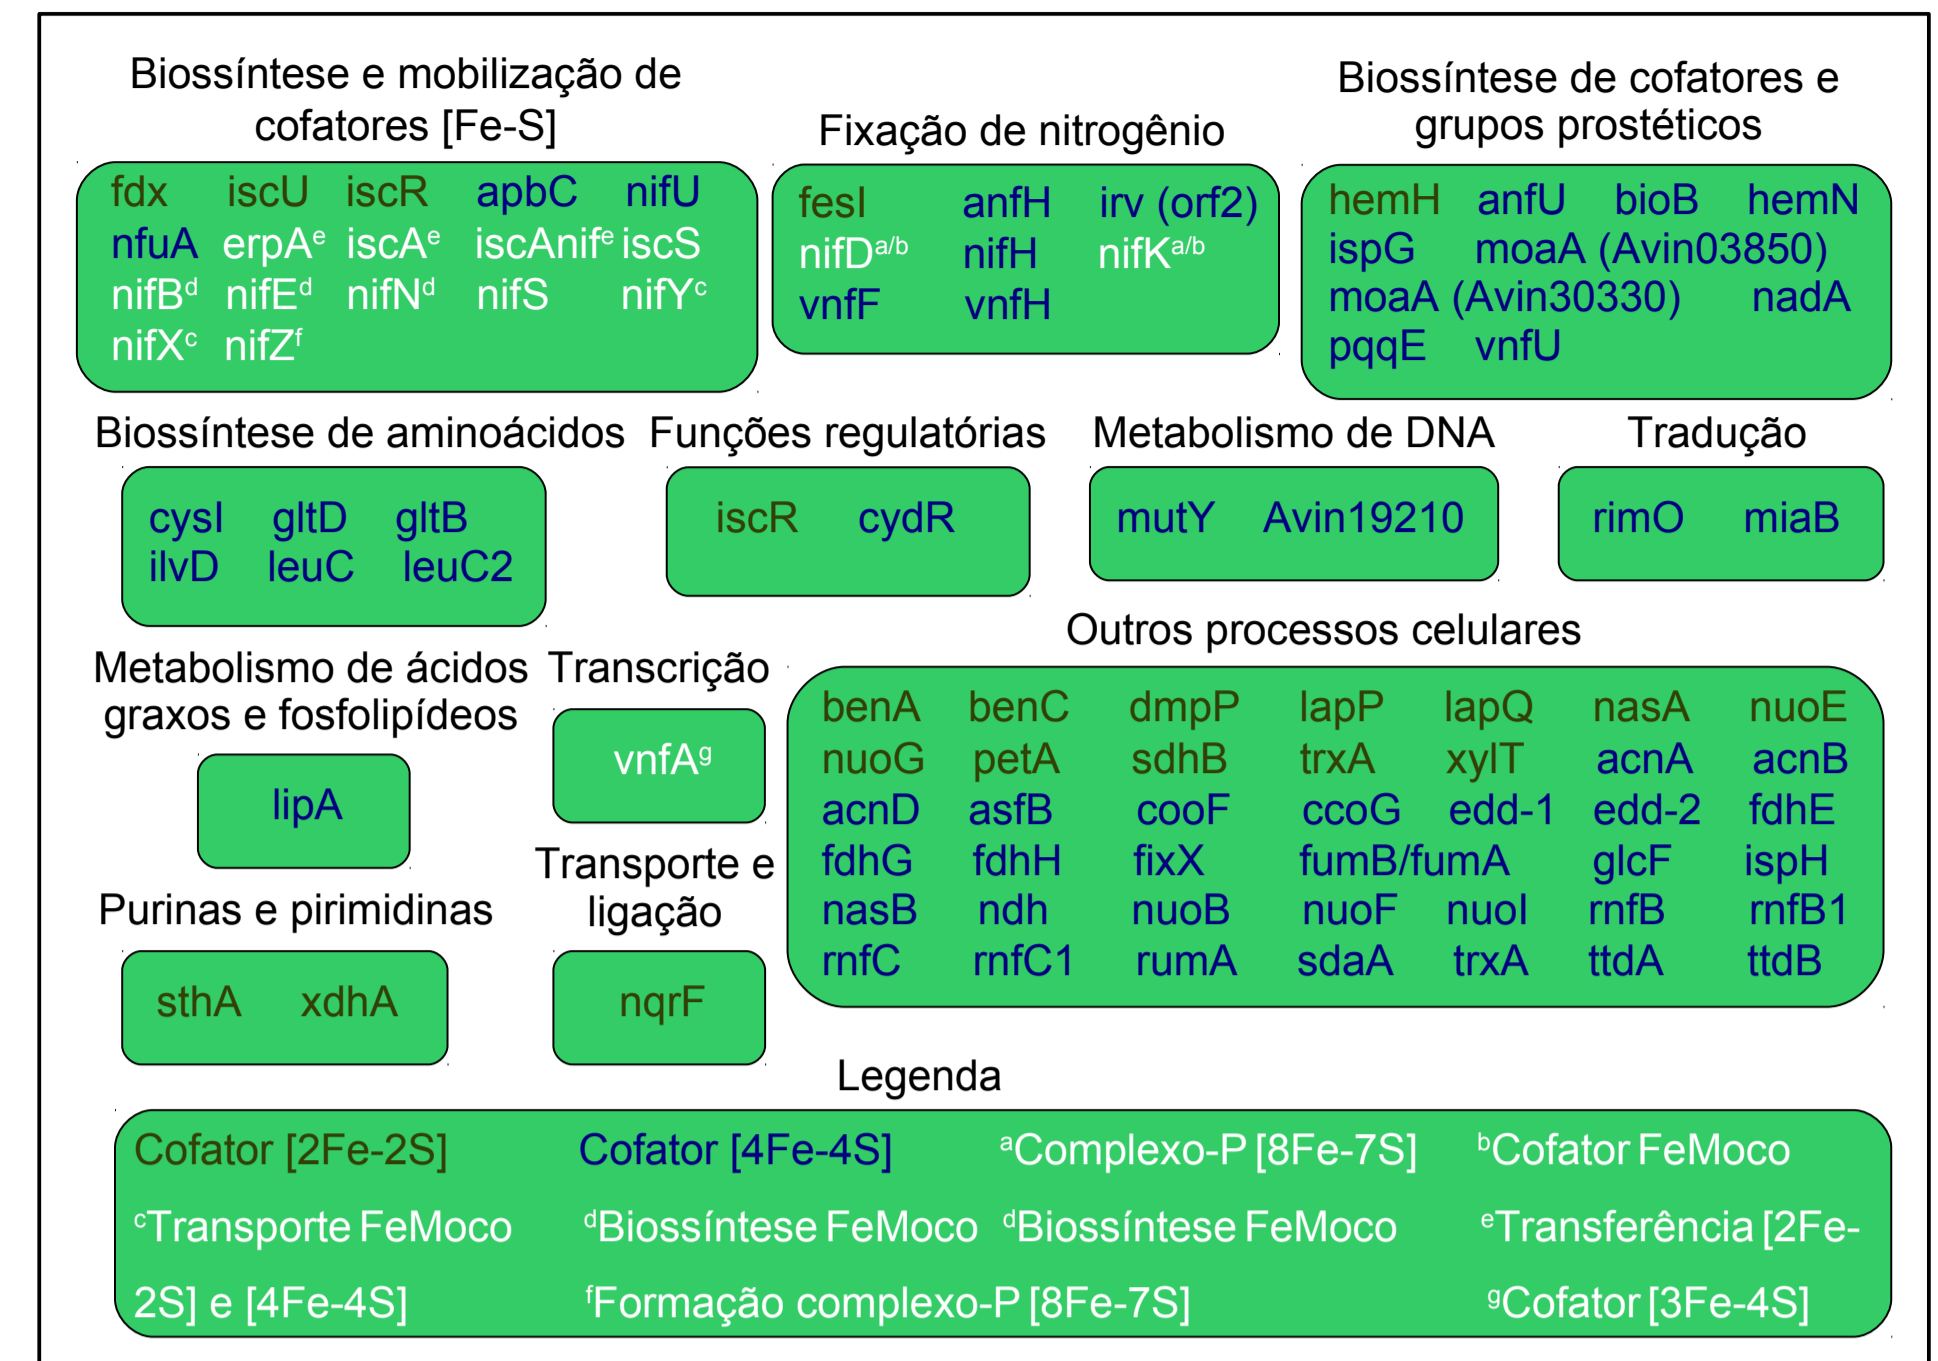 Biossíntese e mobilização de
cofatores [Fe-S]
fdx iscU iscR apbC nifU
nfuA erpAᵉ iscAᵉ iscAnifᵉ iscS
nifBᵈ nifEᵈ nifNᵈ nifS nifYᶜ
nifXᶜ nifZᶠ
Fixação de nitrogênio
fesI anfH irv (orf2)
nifDᵃ/ᵇ nifH nifKᵃ/ᵇ
vnfF vnfH
Biossíntese de cofatores e
grupos prostéticos
hemH anfU bioB hemN
ispG moaA (Avin03850)
moaA (Avin30330) nadA
pqqE vnfU
Biossíntese de aminoácidos
cysI gltD gltB
ilvD leuC leuC2
Funções regulatórias
iscR cydR
Metabolismo de DNA
mutY Avin19210
Tradução
rimO miaB
Metabolismo de ácidos
graxos e fosfolipídeos
lipA
Transcrição
vnfAᵍ
Outros processos celulares
benA benC dmpP lapP lapQ nasA nuoE
nuoG petA sdhB trxA xylT acnA acnB
acnD asfB cooF ccoG edd-1 edd-2 fdhE
fdhG fdhH fixX fumB/fumA glcF ispH
nasB ndh nuoB nuoF nuoI rnfB rnfB1
rnfC rnfC1 rumA sdaA trxA ttdA ttdB
Purinas e pirimidinas
sthA xdhA
Transporte e
ligação
nqrF
Legenda
Cofator [2Fe-2S] Cofator [4Fe-4S] ᵃComplexo-P [8Fe-7S] ᵇCofator FeMoco
ᶜTransporte FeMoco ᵈBiossíntese FeMoco ᵈBiossíntese FeMoco ᵉTransferência [2Fe-
2S] e [4Fe-4S] ᶠFormação complexo-P [8Fe-7S] ᵍCofator [3Fe-4S]